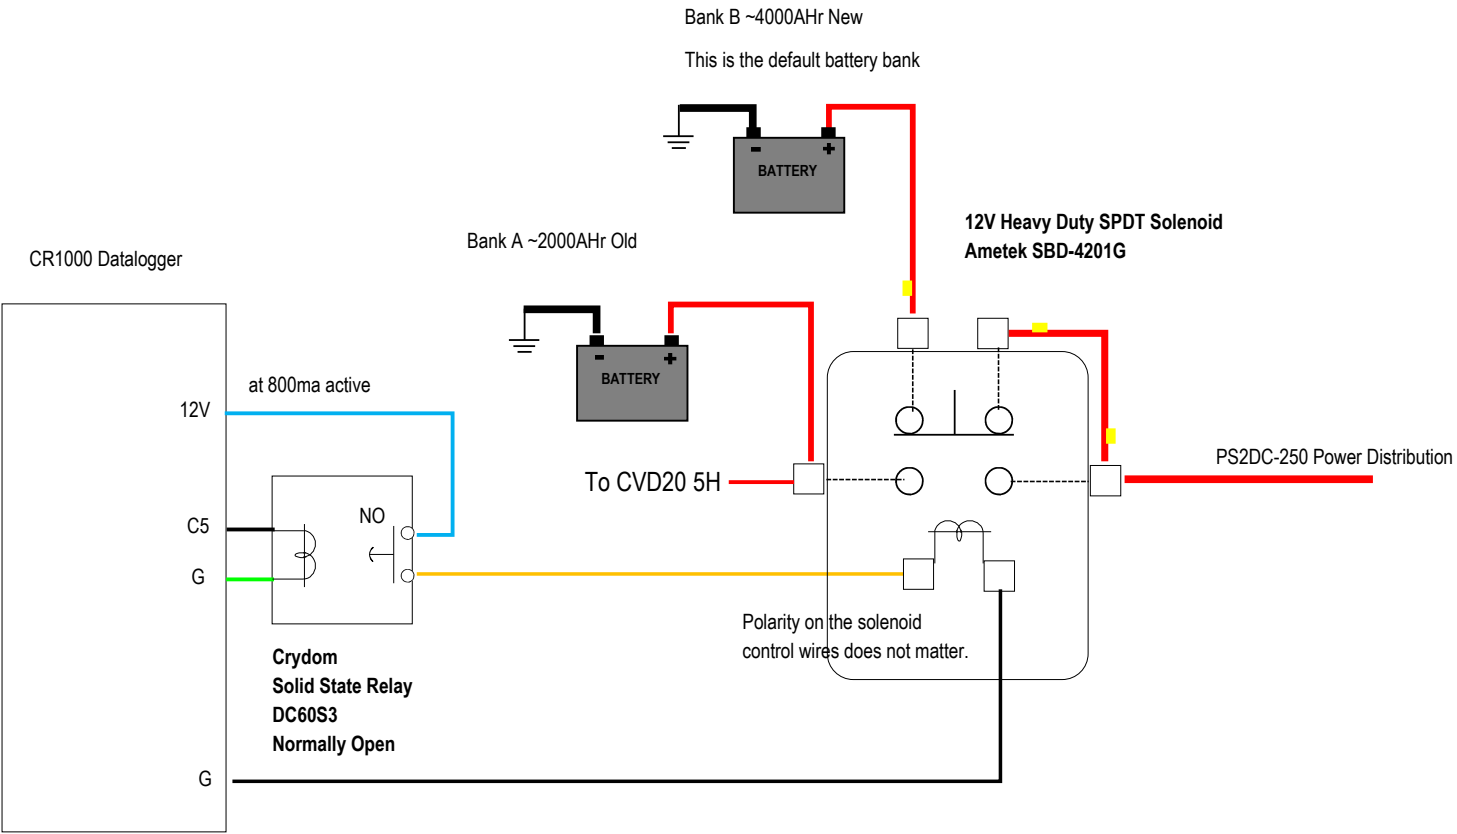 Bank B ~4000AHr New
This is the default battery bank
- +
BATTERY
12V Heavy Duty SPDT Solenoid
Ametek SBD-4201G
Bank A ~2000AHr Old
CR1000 Datalogger
- +
BATTERY
at 800ma active
12V
PS2DC-250 Power Distribution
To CVD20 5H
NO
C5
G
Polarity on the solenoid
control wires does not matter.
Crydom
Solid State Relay
DC60S3
Normally Open
G